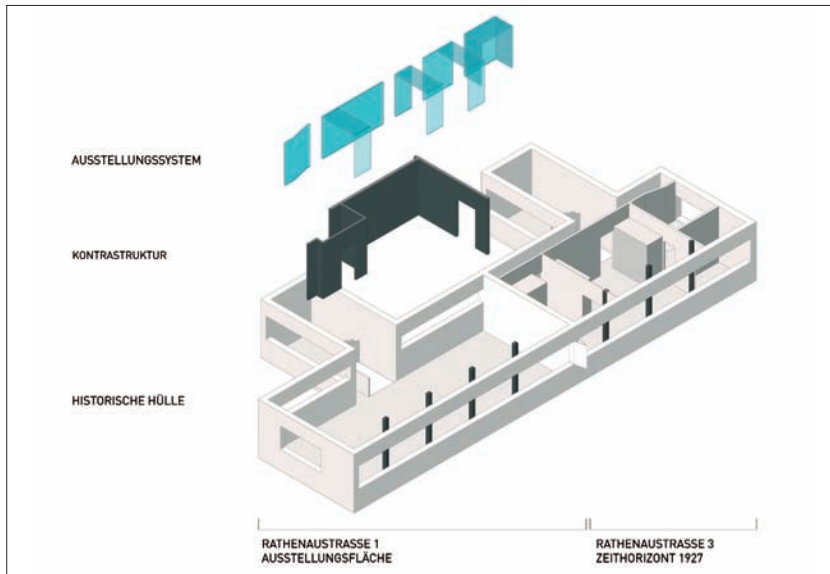 AUSSTELLUNGSSYSTEM
KONTRASTRUKTUR
HISTORISCHE HÜLLE
RATHENAUSTRASSE 1
AUSSTELLUNGSFLÄCHE
RATHENAUSTRASSE 3
ZEITHORIZONT 1927